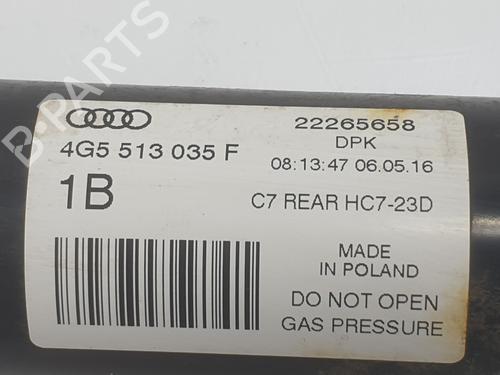 B-PARTS
22265658
DPK
4G5 513 035 F
08:13:47 06.05.16
1B
C7 REAR HC7-23D
MADE
IN POLAND
DO NOT OPEN
GAS PRESSURE